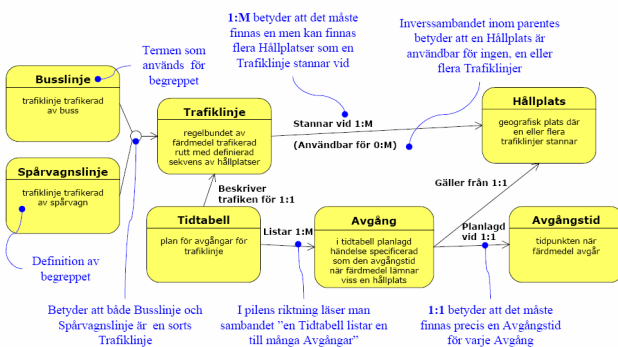 1:M betyder att det måste
finnas en men kan finnas
flera Hållplatser som en
Trafiklinje stannar vid
Inverssambandet inom parentes
betyder att en Hållplats är
användbar för ingen, en eller
flera Trafiklinjer
Termen som
används för
begreppet
Busslinje
trafiklinje trafikerad
av buss
Trafiklinje
regelbundet av
färdmedel trafikerad
rutt med definierad
sekvens av hållplatser
Stannar vid 1:M
(Användbar för 0:M)
Hållplats
geografisk plats där
en eller flera
trafiklinjer stannar
Spårvagnslinje
trafiklinje trafikerad
av spårvagn
Beskriver
trafiken för 1:1
Gäller från 1:1
Tidtabell
plan för avgångar för
trafiklinje
Listar 1:M
Avgång
i tidtabell planlagd
händelse specificerad
som den avgångstid
när färdmedel lämnar
viss en hållplats
Planlagd
vid 1:1
Avgångstid
tidpunkten när
färdmedel avgår
Definition av
begreppet
Betyder att både Busslinje och
Spårvagnslinje är en sorts
Trafiklinje
I pilens riktning läser man
sambandet ”en Tidtabell listar en
till många Avgångar”
1:1 betyder att det måste
finnas precis en Avgångstid
för varje Avgång